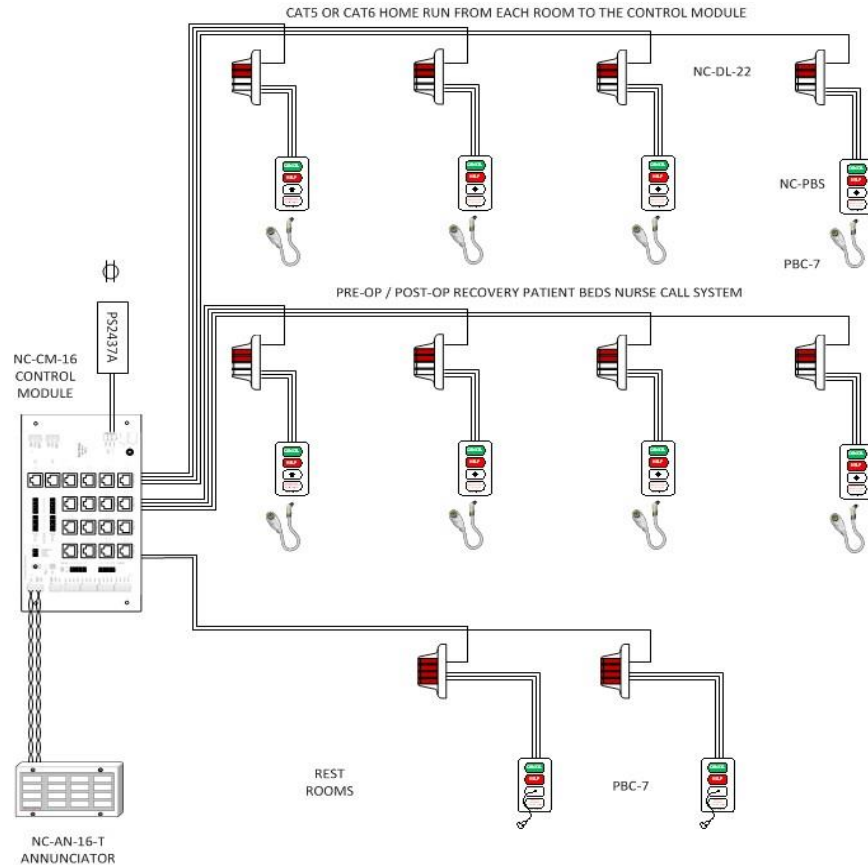 CAT5 OR CAT6 HOME RUN FROM EACH ROOM TO THE CONTROL MODULE
NC-DL-22
NC-PBS
PBC-7
PRE-OP / POST-OP RECOVERY PATIENT BEDS NURSE CALL SYSTEM
PS2437A
NC-CM-16
CONTROL
MODULE
REST
ROOMS
PBC-7
NC-AN-16-T
ANNUNCIATOR